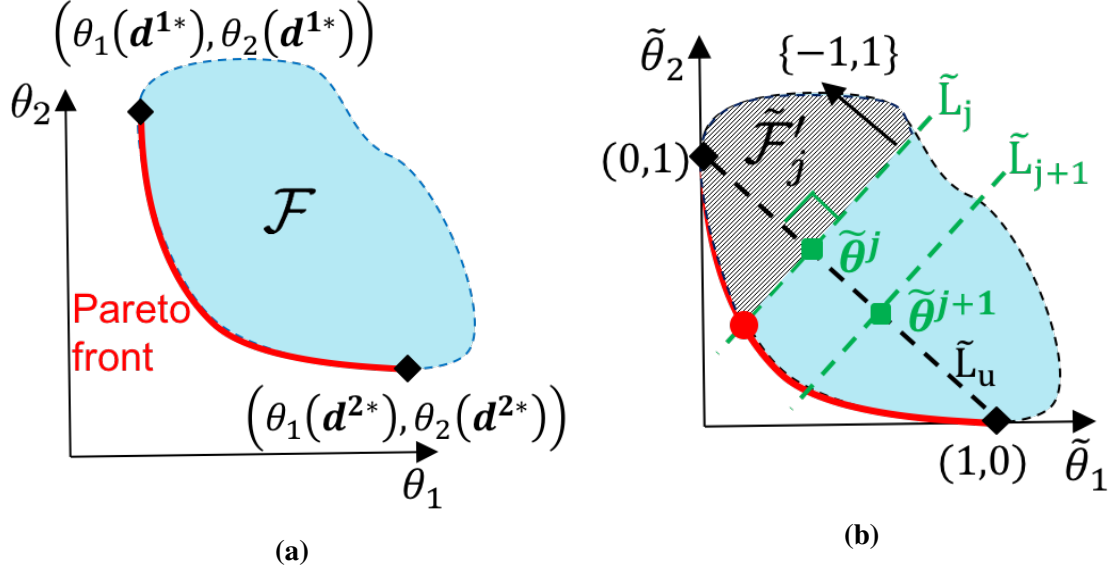 (θ₁(d¹*), θ₂(d¹*))
θ₂
ℱ
Pareto
front
(θ₁(d²*), θ₂(d²*))
θ₁
(a)
θ̃₂
{−1,1}
L̃ⱼ
ℱ̃′ⱼ
(0,1)
L̃ⱼ₊₁
θ̃ʲ
θ̃ʲ⁺¹
L̃ᵤ
(1,0)
θ̃₁
(b)